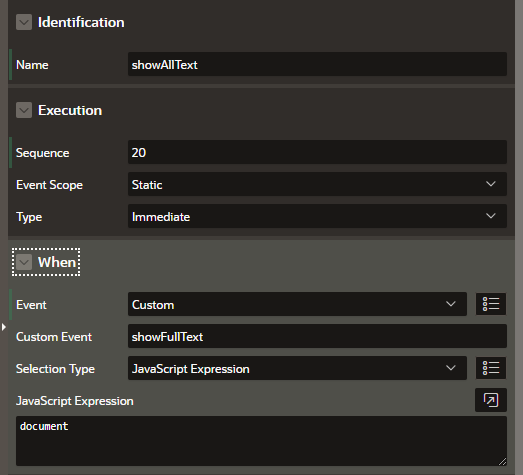 Identification
Name showAllText
Execution
Sequence 20
Event Scope Static
Type Immediate
When
Event Custom
Custom Event showFullText
Selection Type JavaScript Expression
JavaScript Expression
document